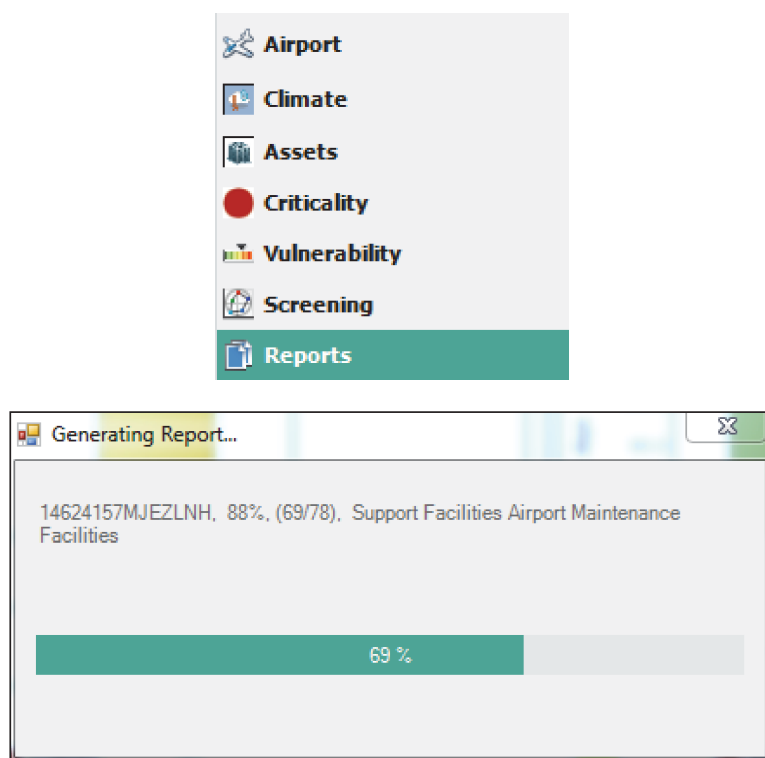 Airport
Climate
Assets
Criticality
Vulnerability
Screening
Reports
Generating Report...
14624157MJEZLNH, 88%, (69/78), Support Facilities Airport Maintenance
Facilities
69 %